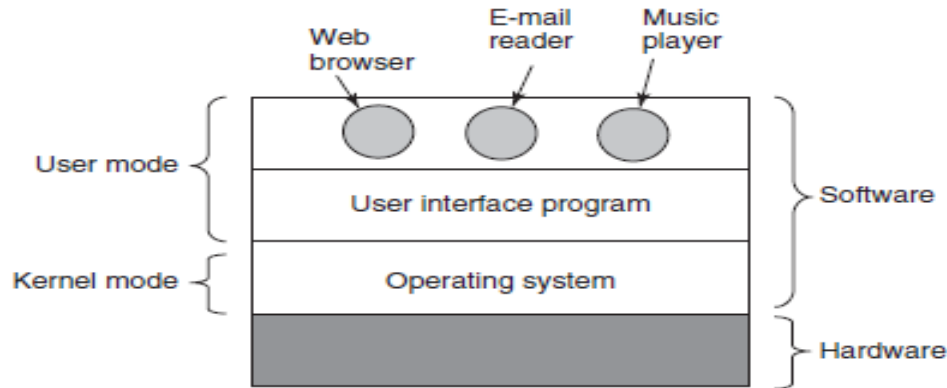 Web
browser
E-mail
reader
Music
player
User mode
User interface program
Software
Kernel mode
Operating system
Hardware